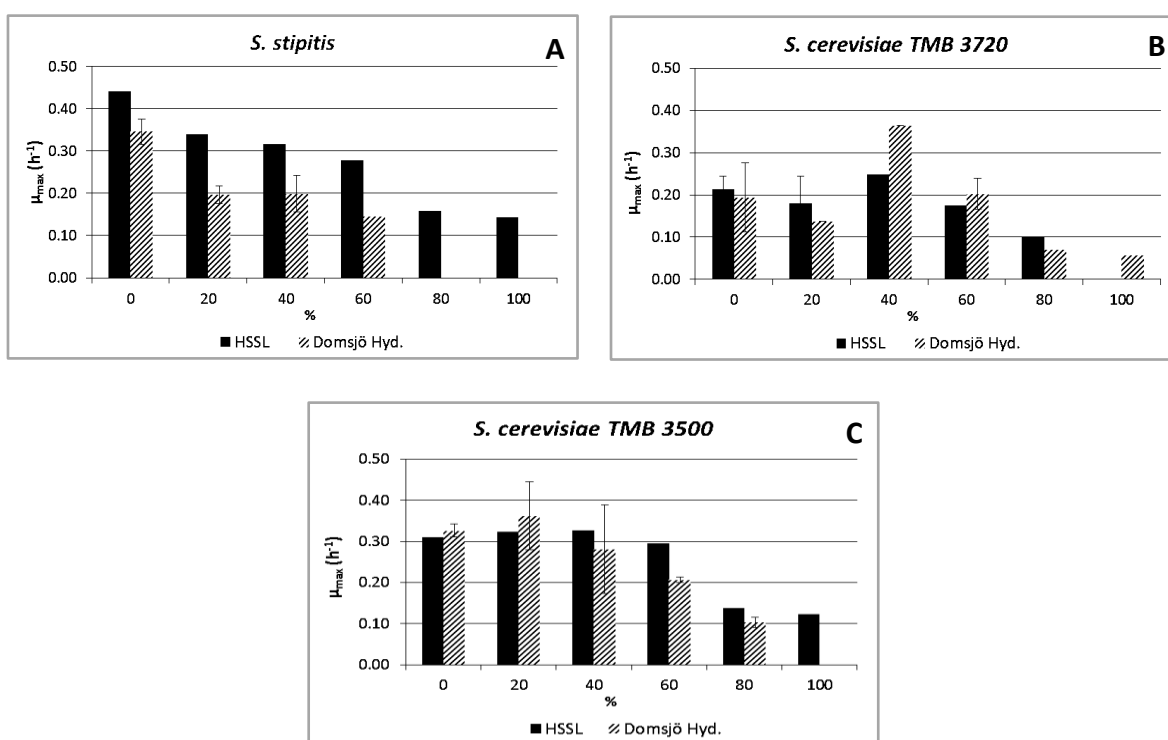 S. stipitis
A
µmax (h-1)
0.50
0.40
0.30
0.20
0.10
0.00
0 20 40 60 80 100
%
HSSL Domsjö Hyd.
S. cerevisiae TMB 3720
B
µmax (h-1)
0.50
0.40
0.30
0.20
0.10
0.00
0 20 40 60 80 100
%
HSSL Domsjö Hyd.
S. cerevisiae TMB 3500
C
µmax (h-1)
0.50
0.40
0.30
0.20
0.10
0.00
0 20 40 60 80 100
%
HSSL Domsjö Hyd.